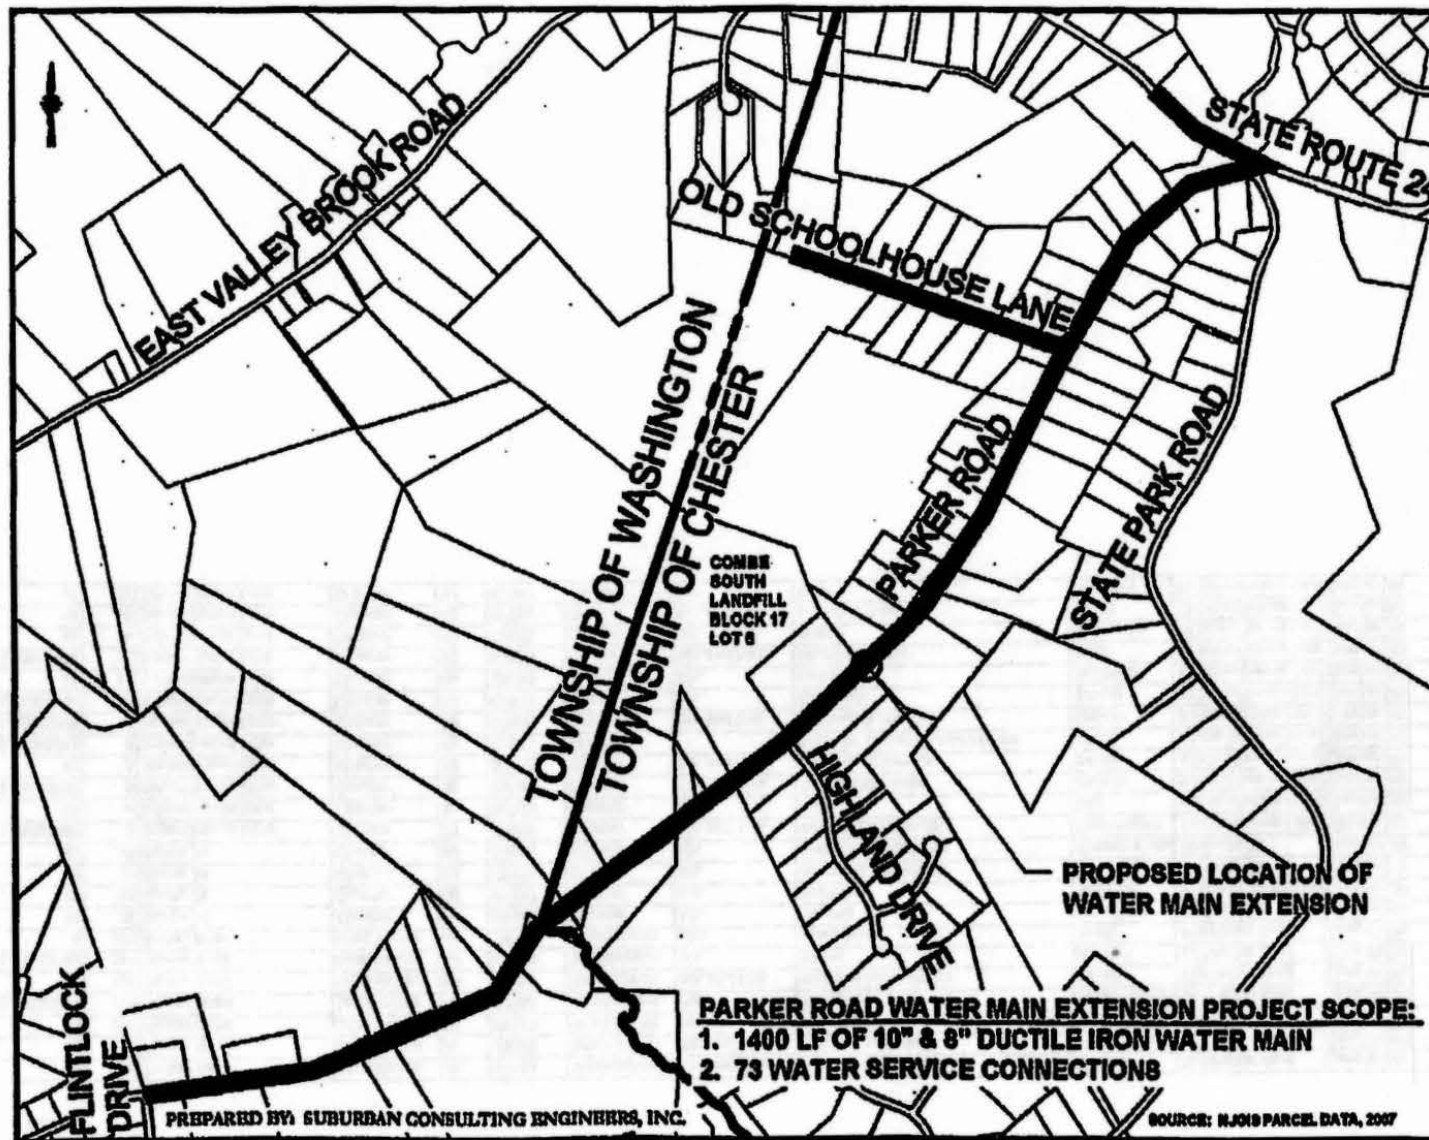 STATE ROUTE 24
EAST VALLEY BROOK ROAD
OLD SCHOOLHOUSE LANE
TOWNSHIP OF WASHINGTON
TOWNSHIP OF CHESTER
PARKER ROAD
STATE PARK ROAD
COMBE
SOUTH
LANDFILL
BLOCK 17
LOT 6
HIGHLAND DRIVE
PROPOSED LOCATION OF
WATER MAIN EXTENSION
FLINTLOCK
DRIVE
PARKER ROAD WATER MAIN EXTENSION PROJECT SCOPE:
1. 1400 LF OF 10" & 8" DUCTILE IRON WATER MAIN
2. 73 WATER SERVICE CONNECTIONS
PREPARED BY: SUBURBAN CONSULTING ENGINEERS, INC.
SOURCE: NJGIS PARCEL DATA, 2007